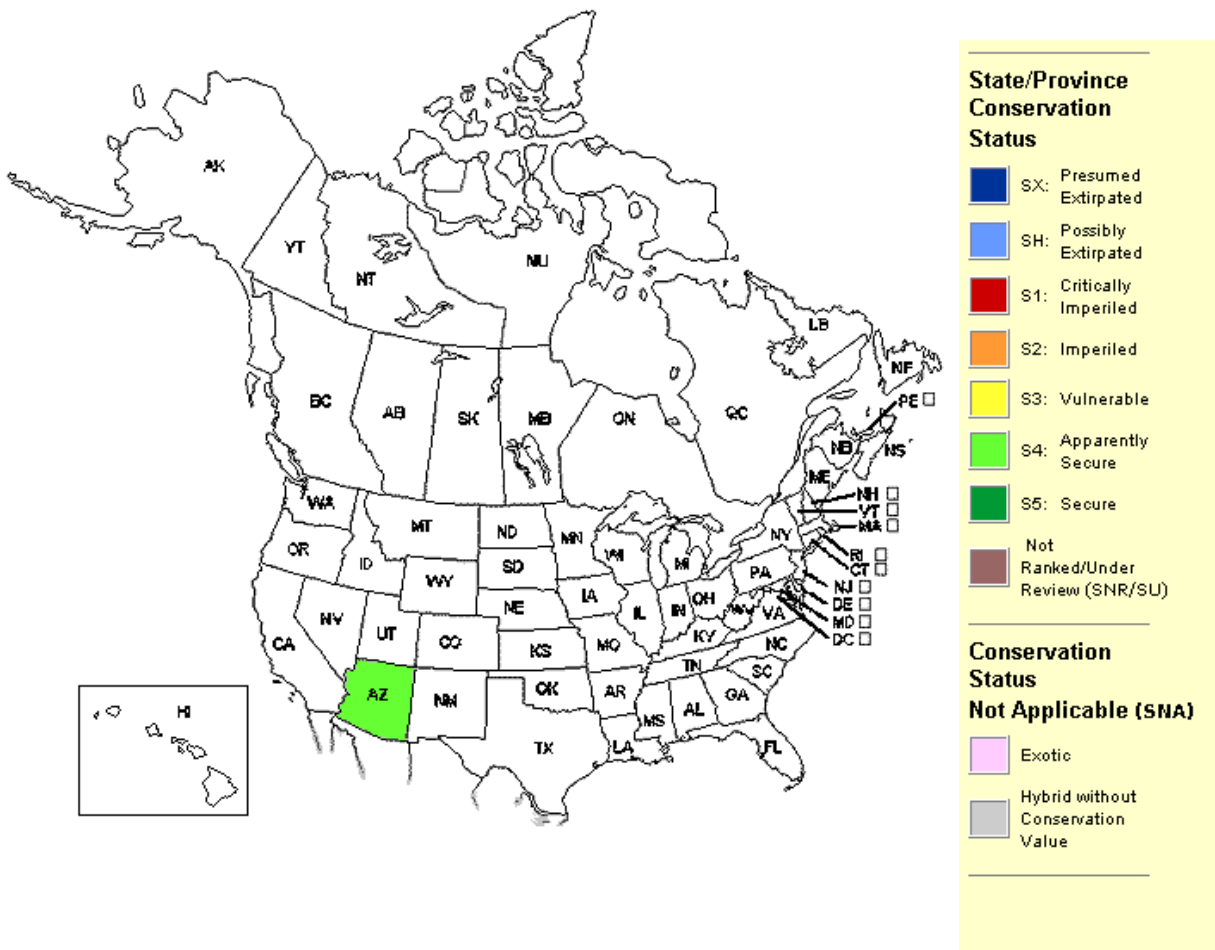 AK
YT
NT
NU
LB
NF
BC
AB
SK
MB
ON
QC
PE
NB
NS
ME
WA
MT
ND
MN
NH
VT
MA
OR
ID
SD
WI
MI
NY
RI
CT
WY
IA
PA
NJ
NE
IL
IN
OH
WV
VA
DE
MD
DC
NV
UT
CO
KS
MO
KY
NC
CA
TN
SC
AZ
NM
OK
AR
GA
HI
MS
AL
TX
LA
FL
State/Province
Conservation
Status
SX: Presumed
Extirpated
SH: Possibly
Extirpated
S1: Critically
Imperiled
S2: Imperiled
S3: Vulnerable
S4: Apparently
Secure
S5: Secure
Not
Ranked/Under
Review (SNR/SU)
Conservation
Status
Not Applicable (SNA)
Exotic
Hybrid without
Conservation
Value